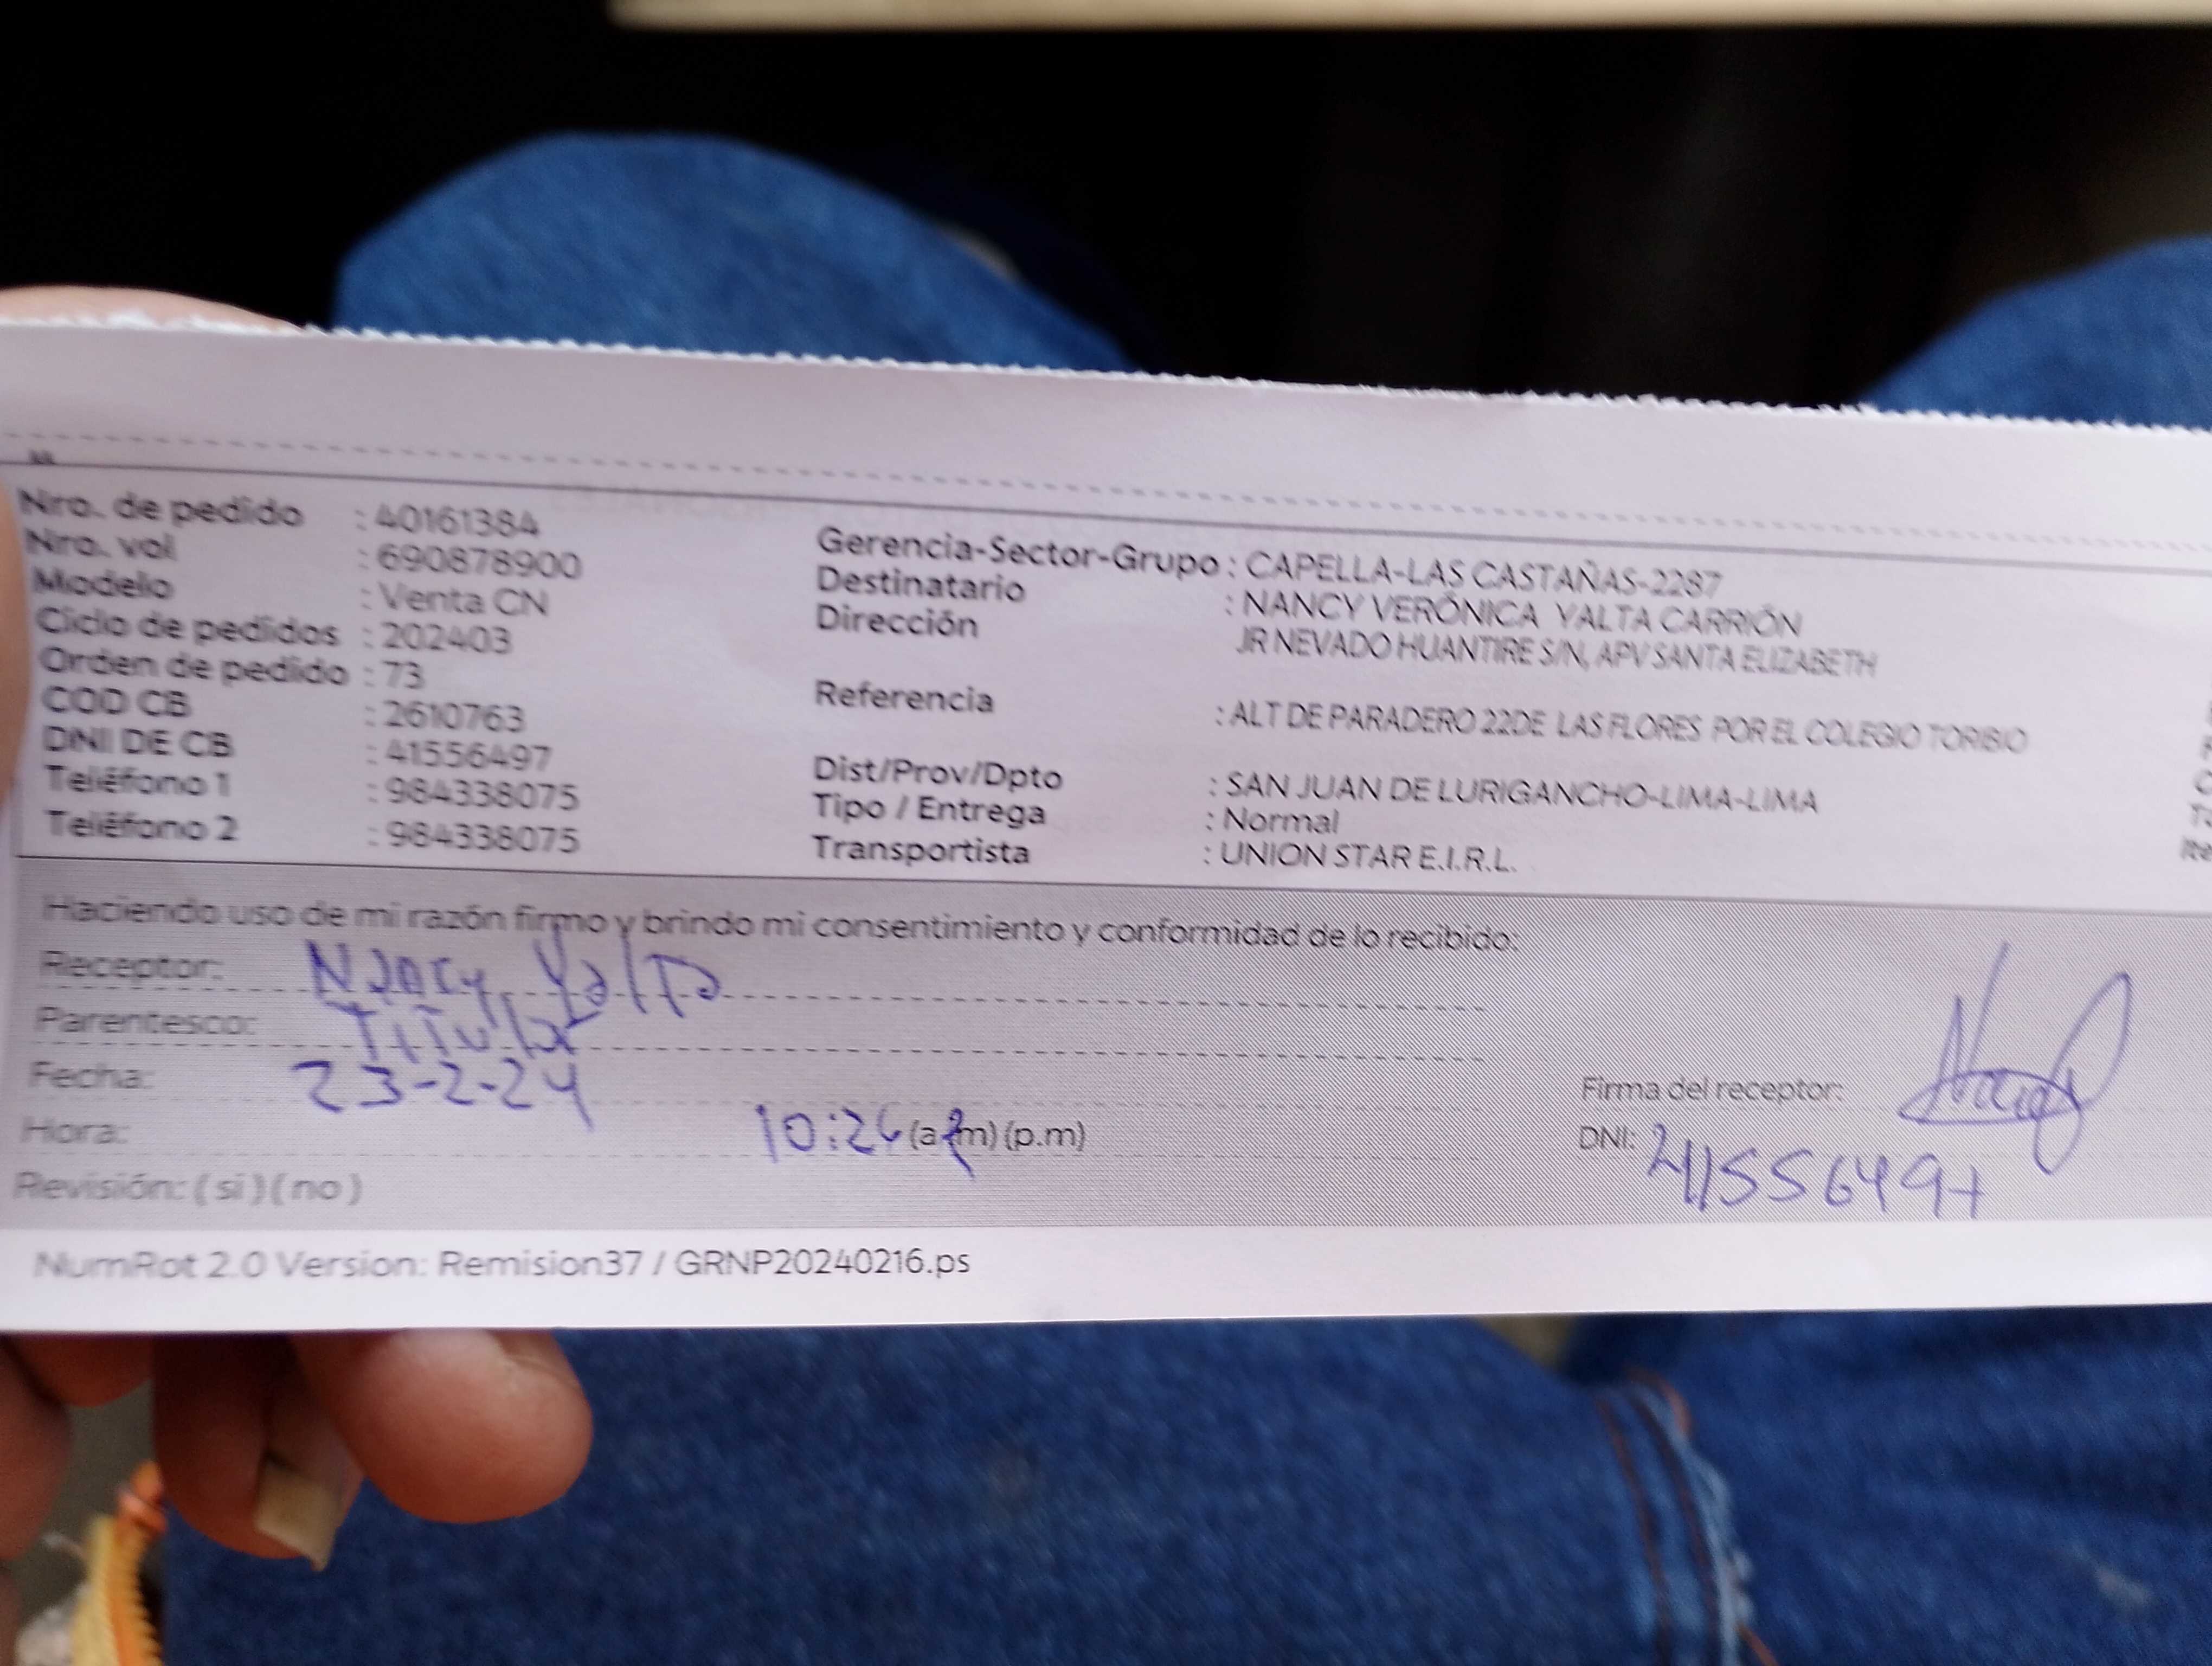 Nro. de pedido : 40161384
Nro. vol : 690878900
Modelo : Venta CN
Ciclo de pedidos : 202403
Orden de pedido : 73
COD CB : 2610763
DNI DE CB : 41556497
Teléfono 1 : 984338075
Teléfono 2 : 984338075
Gerencia-Sector-Grupo : CAPELLA-LAS CASTAÑAS-2287
Destinatario : NANCY VERÓNICA YALTA CARRIÓN
Dirección JR NEVADO HUANTIRE S/N, APV SANTA ELIZABETH
Referencia : ALT DE PARADERO 22DE LAS FLORES POR EL COLEGIO TORIBIO
Dist/Prov/Dpto : SAN JUAN DE LURIGANCHO-LIMA-LIMA
Tipo / Entrega : Normal
Transportista : UNION STAR E.I.R.L.
Haciendo uso de mi razón firmo y brindo mi consentimiento y conformidad de lo recibido:
Receptor: Nancy Yalta
Parentesco: Titular
Fecha: 23-2-24
Hora: 10:26 (a.m) (p.m)
Revisión: ( si ) ( no )
Firma del receptor:
DNI: 41556497
NumRot 2.0 Version: Remision37 / GRNP20240216.ps